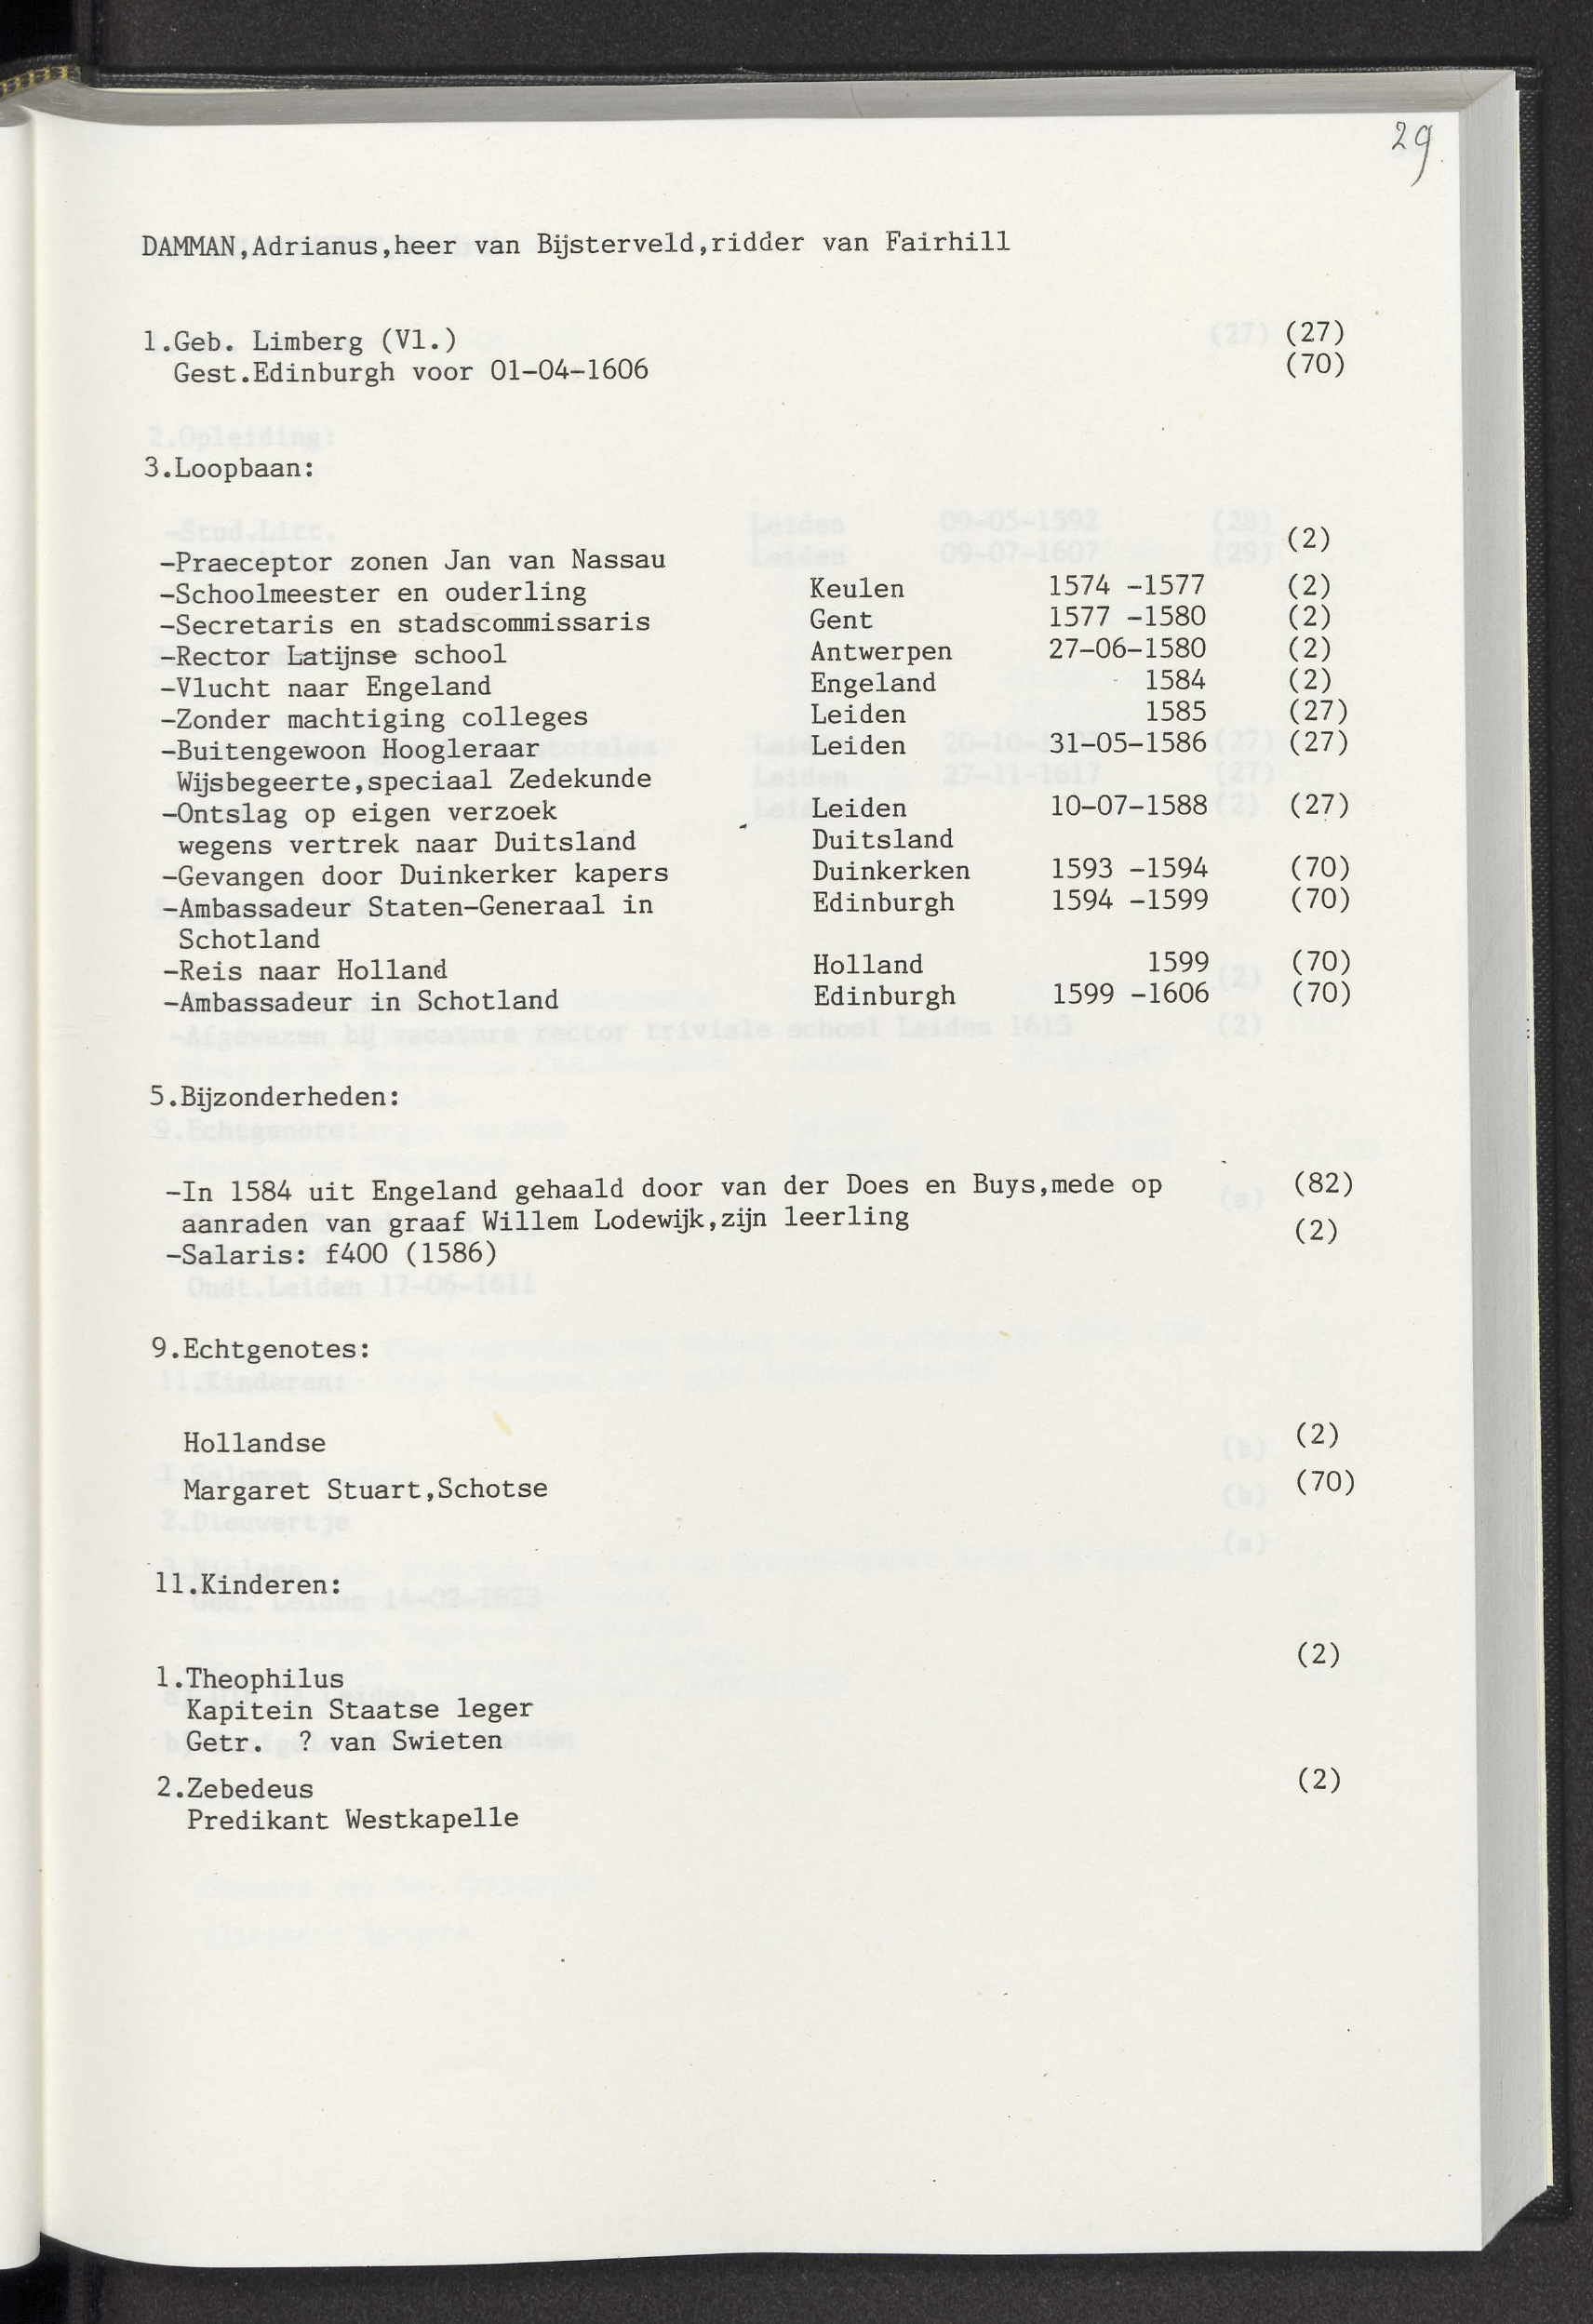 29
DAMMAN,Adrianus,heer van Bijsterveld,ridder van Fairhill
1.Geb. Limberg (Vl.) (27)
Gest.Edinburgh voor 01-04-1606 (70)
3.Loopbaan:
-Praeceptor zonen Jan van Nassau (2)
-Schoolmeester en ouderling Keulen 1574 -1577 (2)
-Secretaris en stadscommissaris Gent 1577 -1580 (2)
-Rector Latijnse school Antwerpen 27-06-1580 (2)
-Vlucht naar Engeland Engeland 1584 (2)
-Zonder machtiging colleges Leiden 1585 (27)
-Buitengewoon Hoogleraar Leiden 31-05-1586 (27)
Wijsbegeerte,speciaal Zedekunde
-Ontslag op eigen verzoek Leiden 10-07-1588 (27)
wegens vertrek naar Duitsland Duitsland
-Gevangen door Duinkerker kapers Duinkerken 1593 -1594 (70)
-Ambassadeur Staten-Generaal in Edinburgh 1594 -1599 (70)
Schotland
-Reis naar Holland Holland 1599 (70)
-Ambassadeur in Schotland Edinburgh 1599 -1606 (70)
5.Bijzonderheden:
-In 1584 uit Engeland gehaald door van der Does en Buys,mede op (82)
aanraden van graaf Willem Lodewijk,zijn leerling
-Salaris: f400 (1586) (2)
9.Echtgenotes:
Hollandse (2)
Margaret Stuart,Schotse (70)
11.Kinderen:
1.Theophilus (2)
Kapitein Staatse leger
Getr. ? van Swieten
2.Zebedeus (2)
Predikant Westkapelle